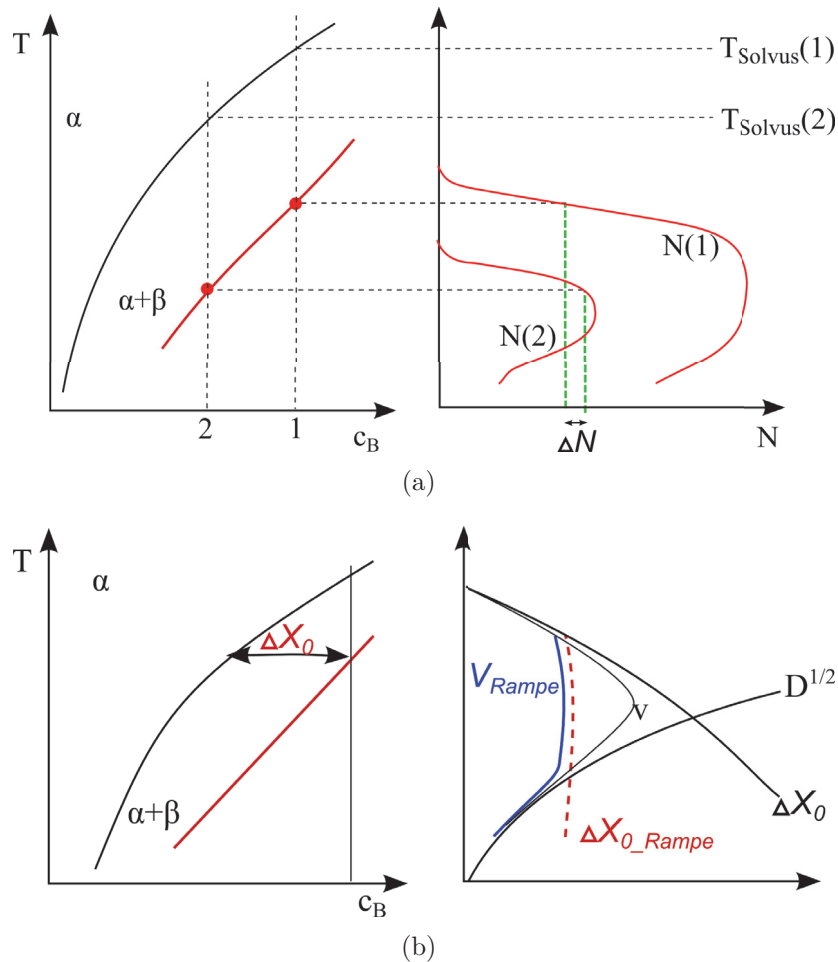 T
T_Solvus(1)
α
T_Solvus(2)
N(1)
α+β
N(2)
2
1
c_B
ΔN
N
(a)
T
α
ΔX_0
V_Rampe
v
D^1/2
α+β
ΔX_0
ΔX_0_Rampe
c_B
(b)